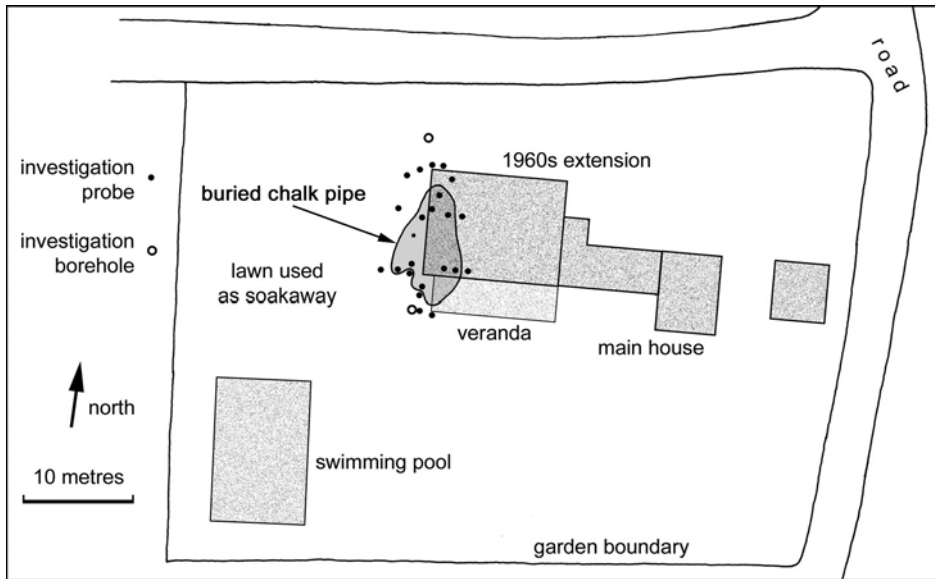 road
investigation
probe
1960s extension
buried chalk pipe
investigation
borehole
lawn used
as soakaway
veranda
main house
north
swimming pool
10 metres
garden boundary